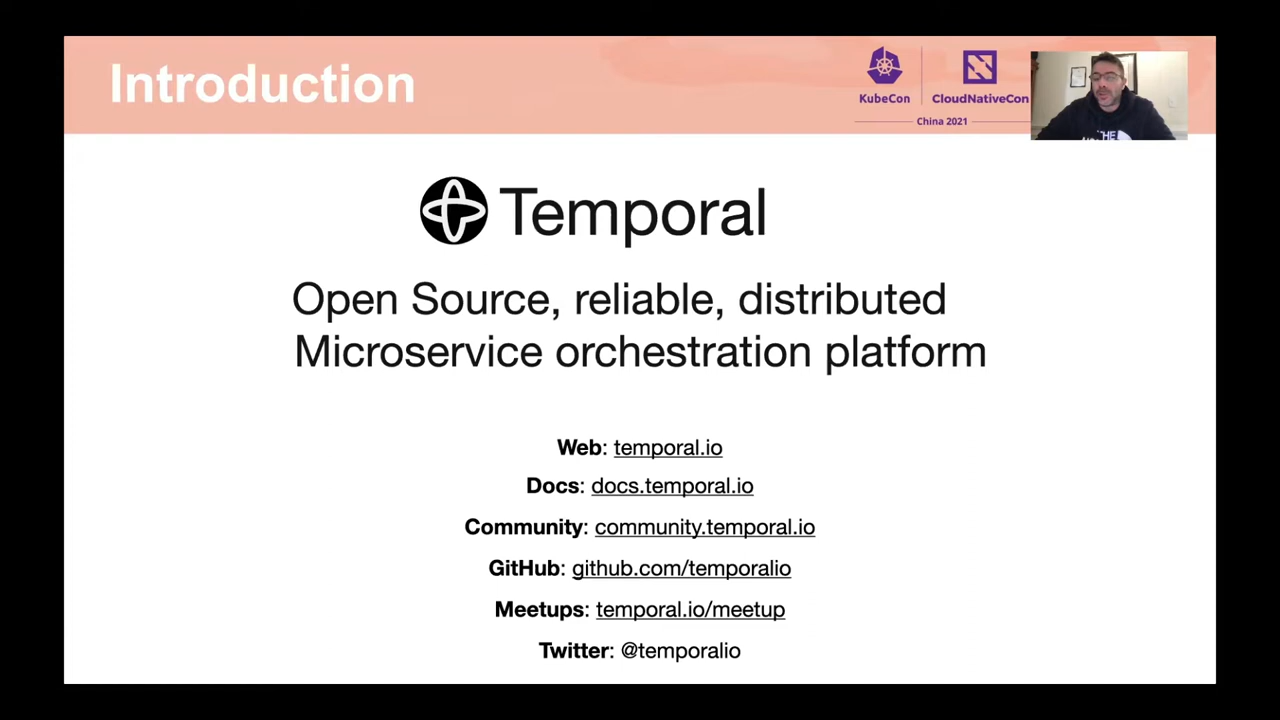 Introduction
KubeCon
CloudNativeCon
China 2021
THE
Temporal
Open Source, reliable, distributed
Microservice orchestration platform
Web: temporal.io
Docs: docs.temporal.io
Community: community.temporal.io
GitHub: github.com/temporalio
Meetups: temporal.io/meetup
Twitter: @temporalio